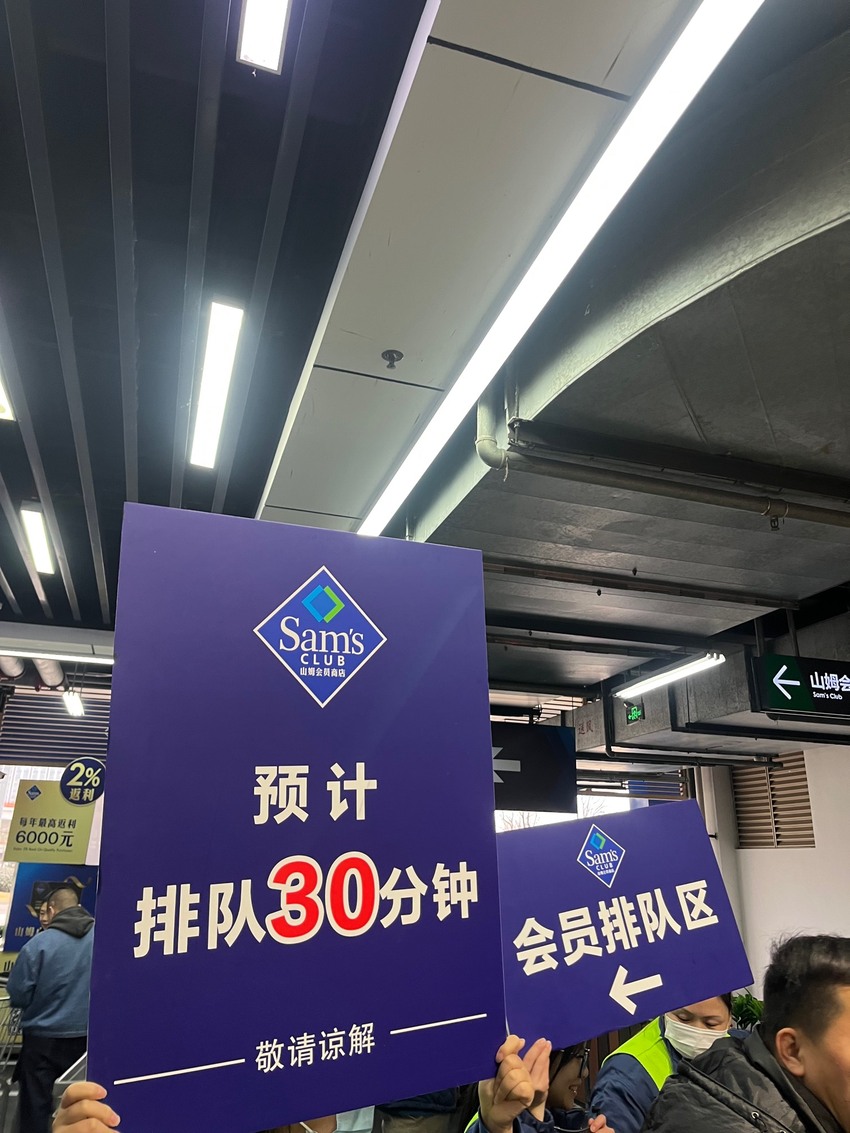 Sam's
CLUB
山姆会员商店
预计
排队30分钟
敬请谅解
Sam's
CLUB
会员排队区
山姆会
Sam's Club
2%
返利
每年最高返利
6000元
山姆